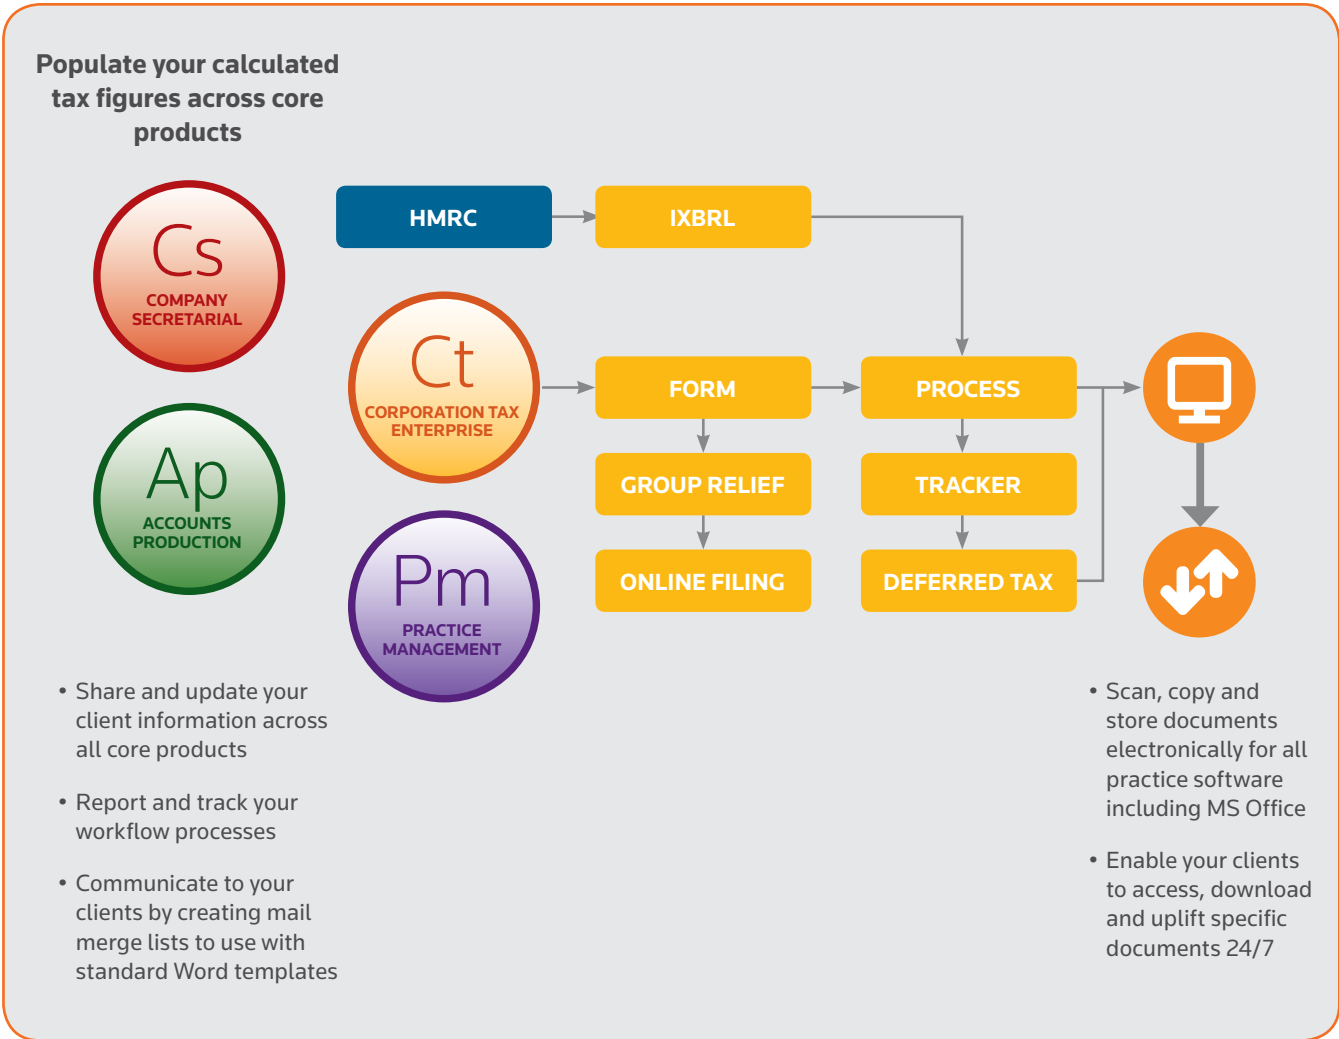 Populate your calculated
tax figures across core
products
Cs
COMPANY
SECRETARIAL
HMRC
IXBRL
Ct
CORPORATION TAX
ENTERPRISE
FORM
PROCESS
Ap
ACCOUNTS
PRODUCTION
GROUP RELIEF
TRACKER
Pm
PRACTICE
MANAGEMENT
ONLINE FILING
DEFERRED TAX
• Share and update your
client information across
all core products
• Report and track your
workflow processes
• Communicate to your
clients by creating mail
merge lists to use with
standard Word templates
• Scan, copy and
store documents
electronically for all
practice software
including MS Office
• Enable your clients
to access, download
and uplift specific
documents 24/7